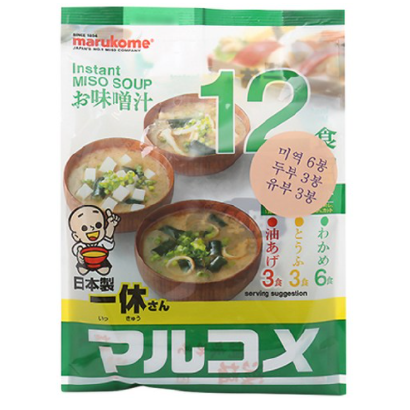 SINCE 1854
marukome®
JAPAN'S NO.1 MISO COMPANY
Instant
MISO SOUP
お味噌汁
12食
미역 6봉
두부 3봉
유부 3봉
わかめ 6食
とうふ 3食
油あげ 3食
serving suggestion
日本製
一休さん
いっ きゅう
マルコメ